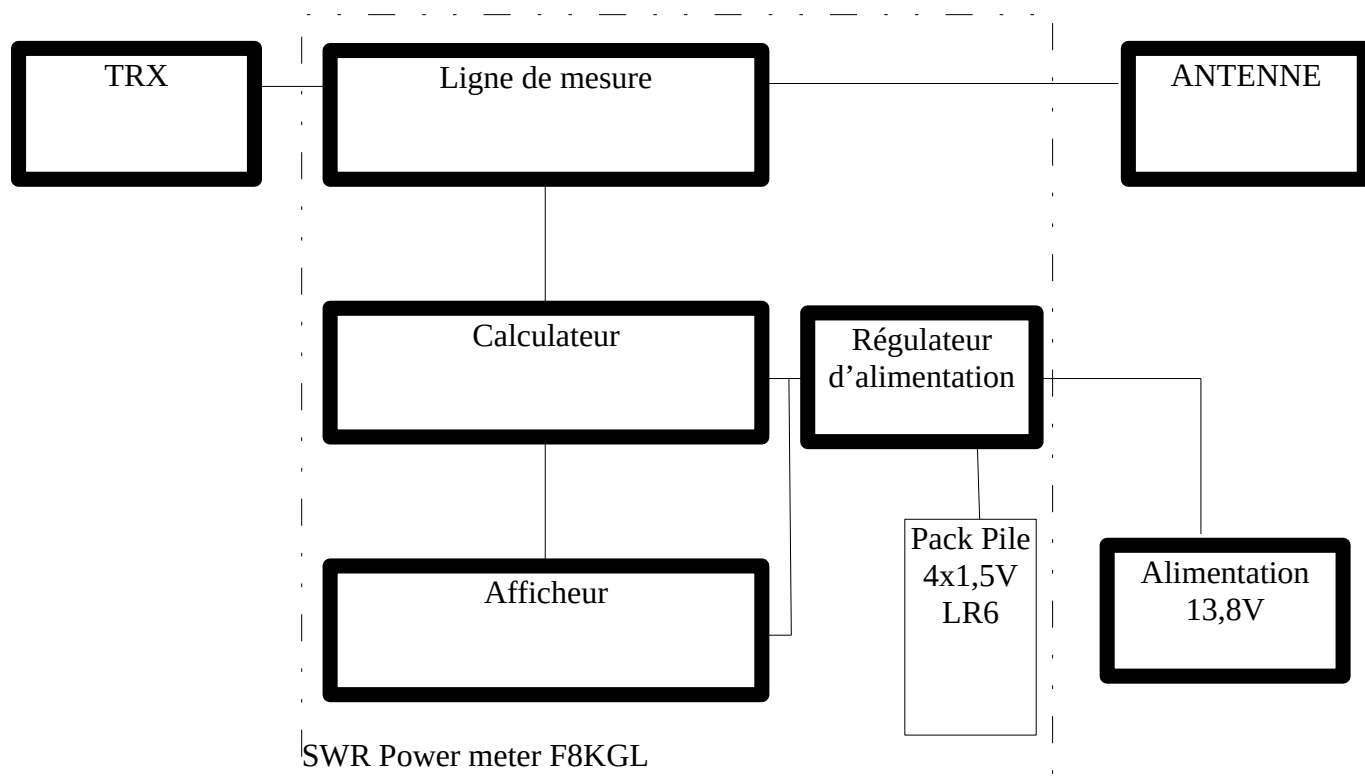 TRX
Ligne de mesure
ANTENNE
Calculateur
Régulateur
d’alimentation
Pack Pile
4x1,5V
LR6
Alimentation
13,8V
Afficheur
SWR Power meter F8KGL